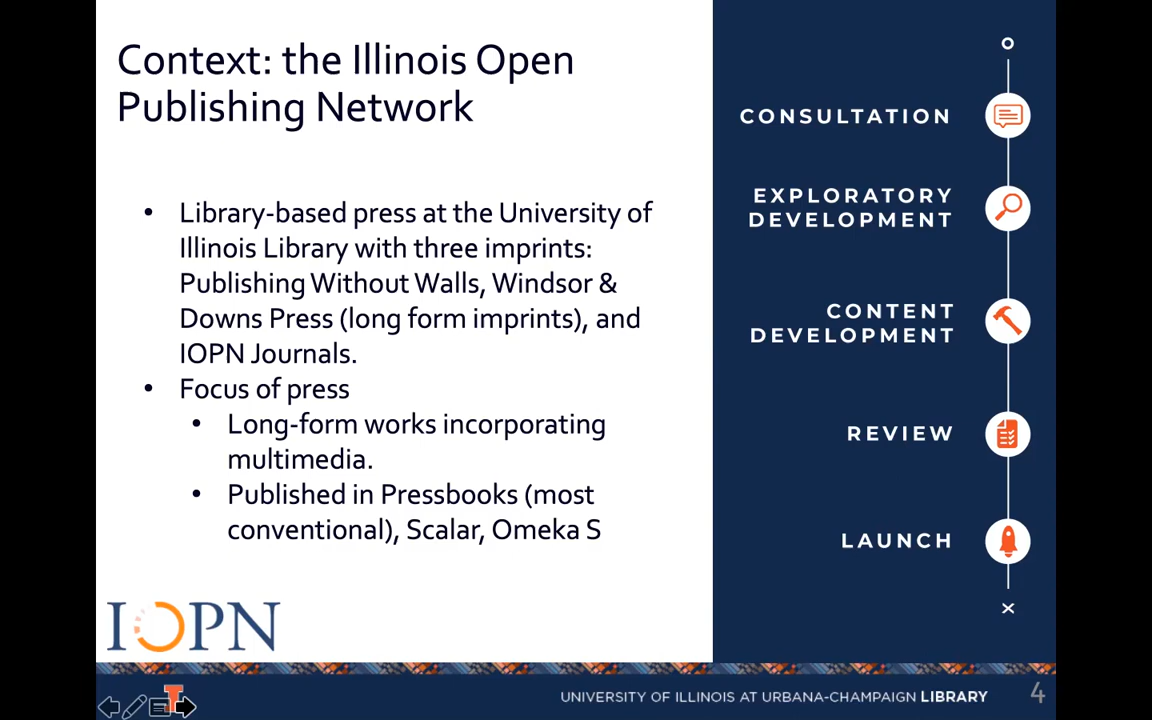 Context: the Illinois Open
Publishing Network
• Library-based press at the University of
Illinois Library with three imprints:
Publishing Without Walls, Windsor &
Downs Press (long form imprints), and
IOPN Journals.
• Focus of press
• Long-form works incorporating
multimedia.
• Published in Pressbooks (most
conventional), Scalar, Omeka S
IOPN
CONSULTATION
EXPLORATORY
DEVELOPMENT
CONTENT
DEVELOPMENT
REVIEW
LAUNCH
UNIVERSITY OF ILLINOIS AT URBANA-CHAMPAIGN LIBRARY
4